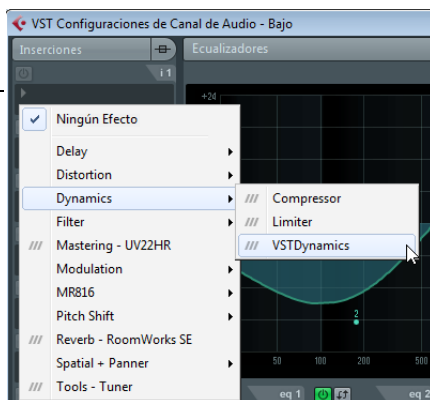 VST Configuraciones de Canal de Audio - Bajo
Inserciones
Ecualizadores
i 1
+24
Ningún Efecto
Delay
Distortion
Dynamics
Compressor
Filter
Limiter
Mastering - UV22HR
VSTDynamics
Modulation
MR816
Pitch Shift
2
Reverb - RoomWorks SE
Spatial + Panner
50 100 200 500
Tools - Tuner
eq 1 eq 2